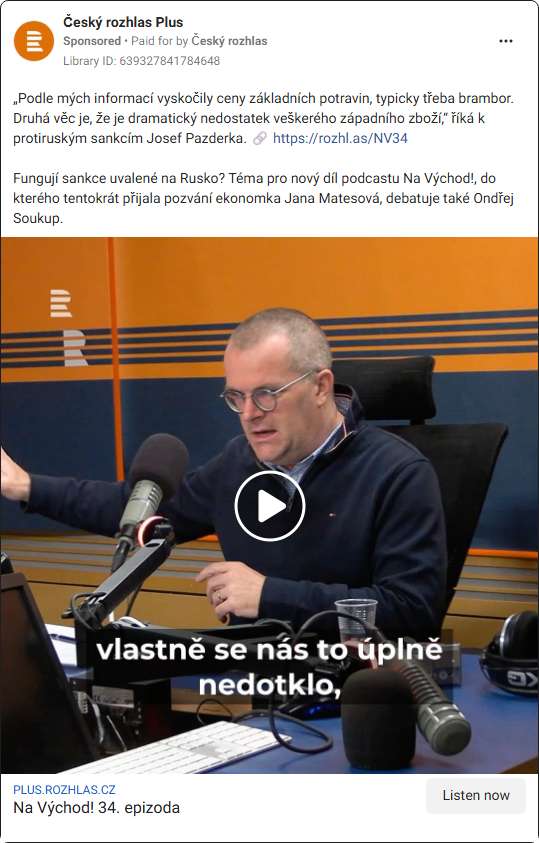 Český rozhlas Plus
Sponsored • Paid for by Český rozhlas
Library ID: 639327841784648
„Podle mých informací vyskočily ceny základních potravin, typicky třeba brambor.
Druhá věc je, že je dramatický nedostatek veškerého západního zboží,“ říká k
protiruským sankcím Josef Pazderka. 🔗 https://rozhl.as/NV34
Fungují sankce uvalené na Rusko? Téma pro nový díl podcastu Na Východ!, do
kterého tentokrát přijala pozvání ekonomka Jana Matesová, debatuje také Ondřej
Soukup.
vlastně se nás to úplně
nedotklo,
PLUS.ROZHLAS.CZ
Na Východ! 34. epizoda
Listen now